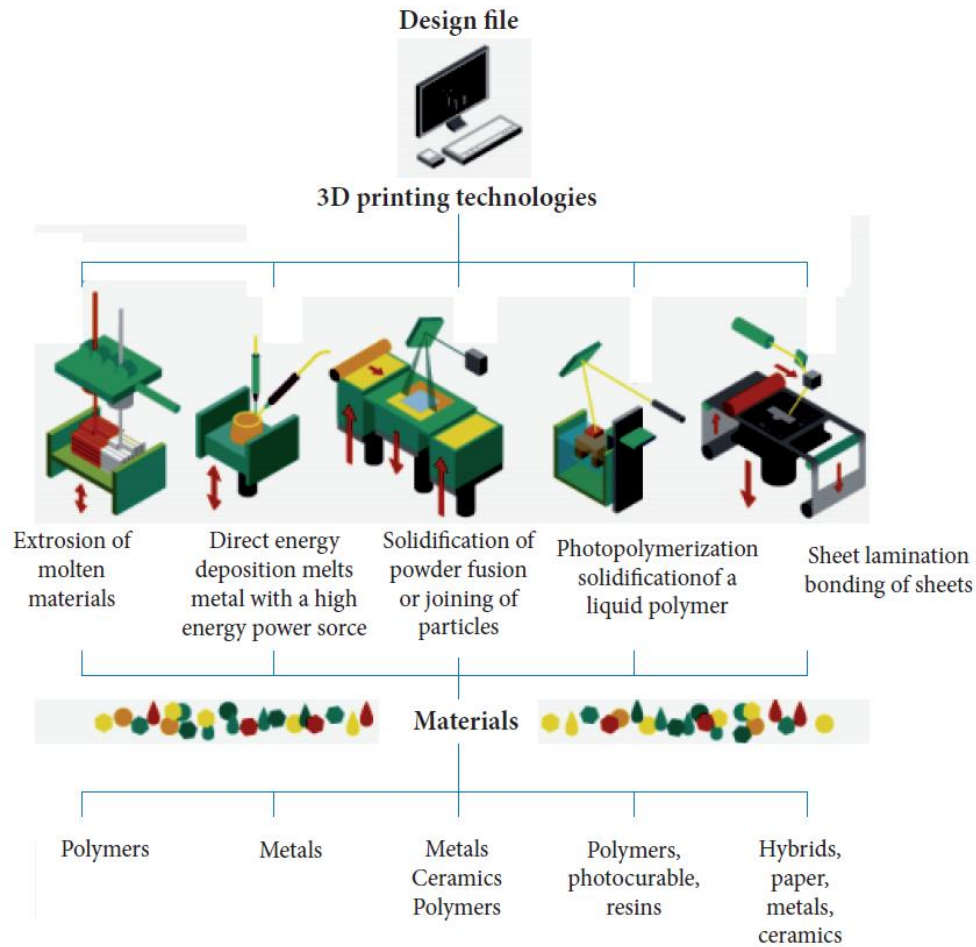 Design file
3D printing technologies
Extrosion of
molten
materials
Direct energy
deposition melts
metal with a high
energy power sorce
Solidification of
powder fusion
or joining of
particles
Photopolymerization
solidificationof a
liquid polymer
Sheet lamination
bonding of sheets
Materials
Polymers
Metals
Metals
Ceramics
Polymers
Polymers,
photocurable,
resins
Hybrids,
paper,
metals,
ceramics